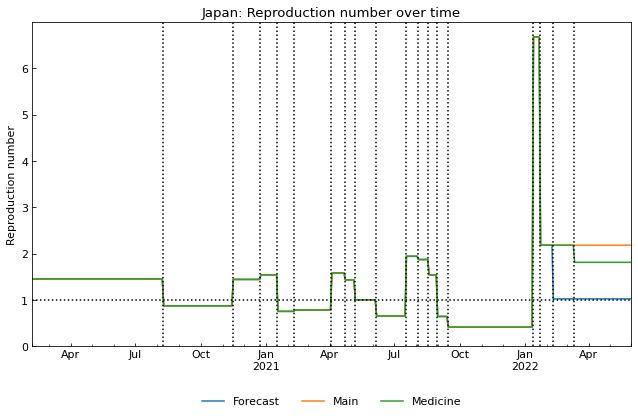 Japan: Reproduction number over time
Reproduction number
6
5
4
3
2
1
0
Apr Jul Oct Jan Apr Jul Oct Jan Apr
2021 2022
Forecast Main Medicine